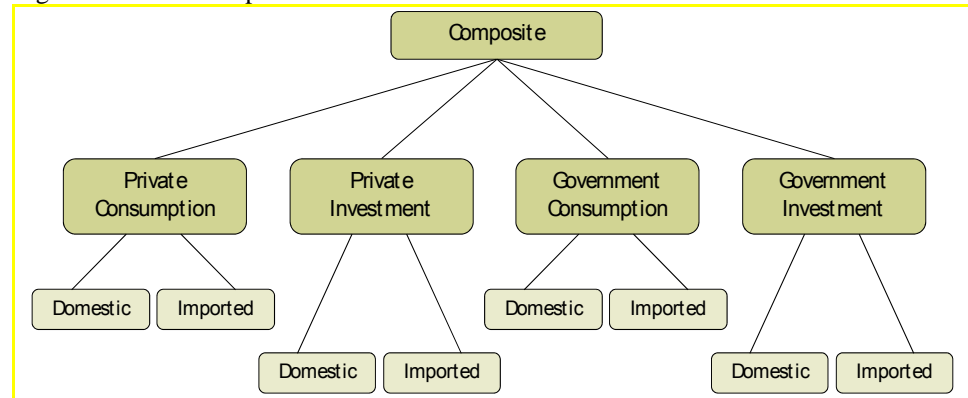 Composite
Private
Consumption
Private
Investment
Government
Consumption
Government
Investment
Domestic
Imported
Domestic
Imported
Domestic
Imported
Domestic
Imported